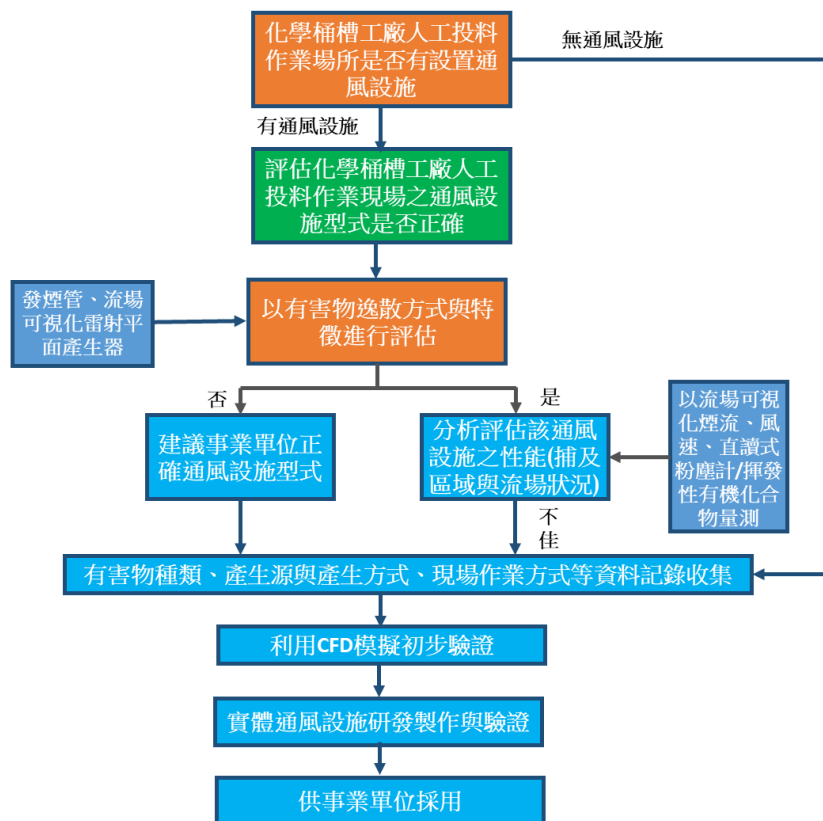 化學桶槽工廠人工投料
作業場所是否有設置通
風設施
無通風設施
有通風設施
評估化學桶槽工廠人工
投料作業現場之通風設
施型式是否正確
發煙管、流場
可視化雷射平
面產生器
以有害物逸散方式與特
徵進行評估
否
是
建議事業單位正
確通風設施型式
分析評估該通風
設施之性能(捕及
區域與流場狀況)
以流場可視
化煙流、風
速、直讀式
粉塵計/揮發
性有機化合
物量測
不
佳
有害物種類、產生源與產生方式、現場作業方式等資料記錄收集
利用CFD模擬初步驗證
實體通風設施研發製作與驗證
供事業單位採用